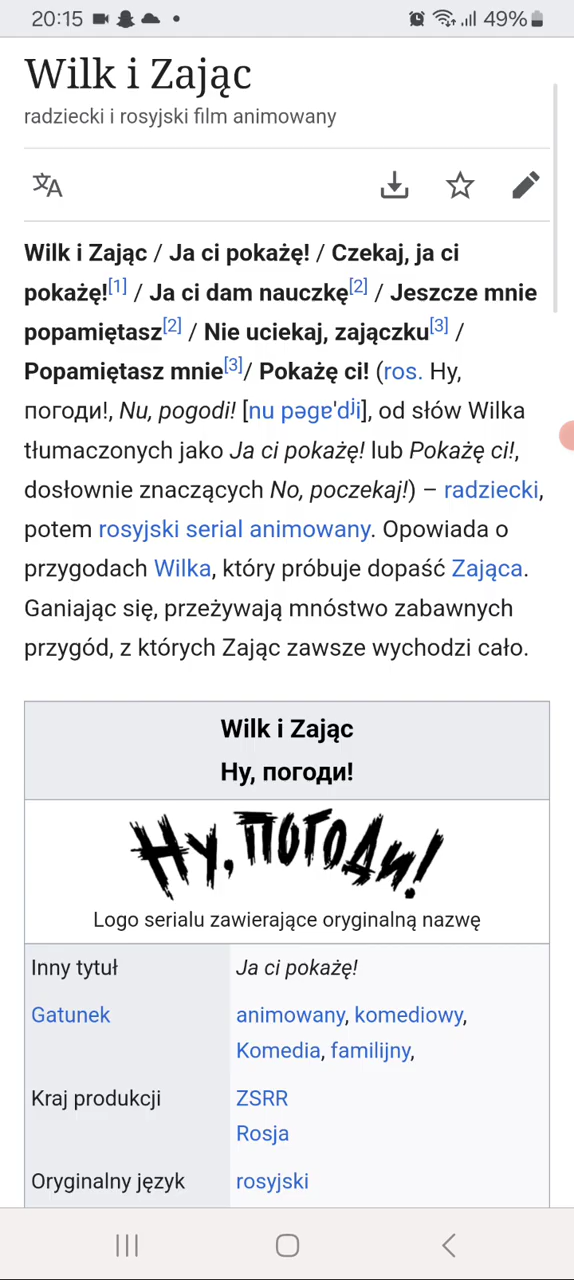 20:15
49%
Wilk i Zając
radziecki i rosyjski film animowany
Wilk i Zając / Ja ci pokażę! / Czekaj, ja ci
pokażę![1] / Ja ci dam nauczkę[2] / Jeszcze mnie
popamiętasz[2] / Nie uciekaj, zajączku[3] /
Popamiętasz mnie[3]/ Pokażę ci! (ros. Ну,
погоди!, Nu, pogodi! [nu pəgɐˈdʲi], od słów Wilka
tłumaczonych jako Ja ci pokażę! lub Pokażę ci!,
dosłownie znaczących No, poczekaj!) – radziecki,
potem rosyjski serial animowany. Opowiada o
przygodach Wilka, który próbuje dopaść Zająca.
Ganiając się, przeżywają mnóstwo zabawnych
przygód, z których Zając zawsze wychodzi cało.
Wilk i Zając
Ну, погоди!
Ну, погоди!
Logo serialu zawierające oryginalną nazwę
Inny tytuł Ja ci pokażę!
Gatunek animowany, komediowy,
Komedia, familijny,
Kraj produkcji ZSRR
Rosja
Oryginalny język rosyjski